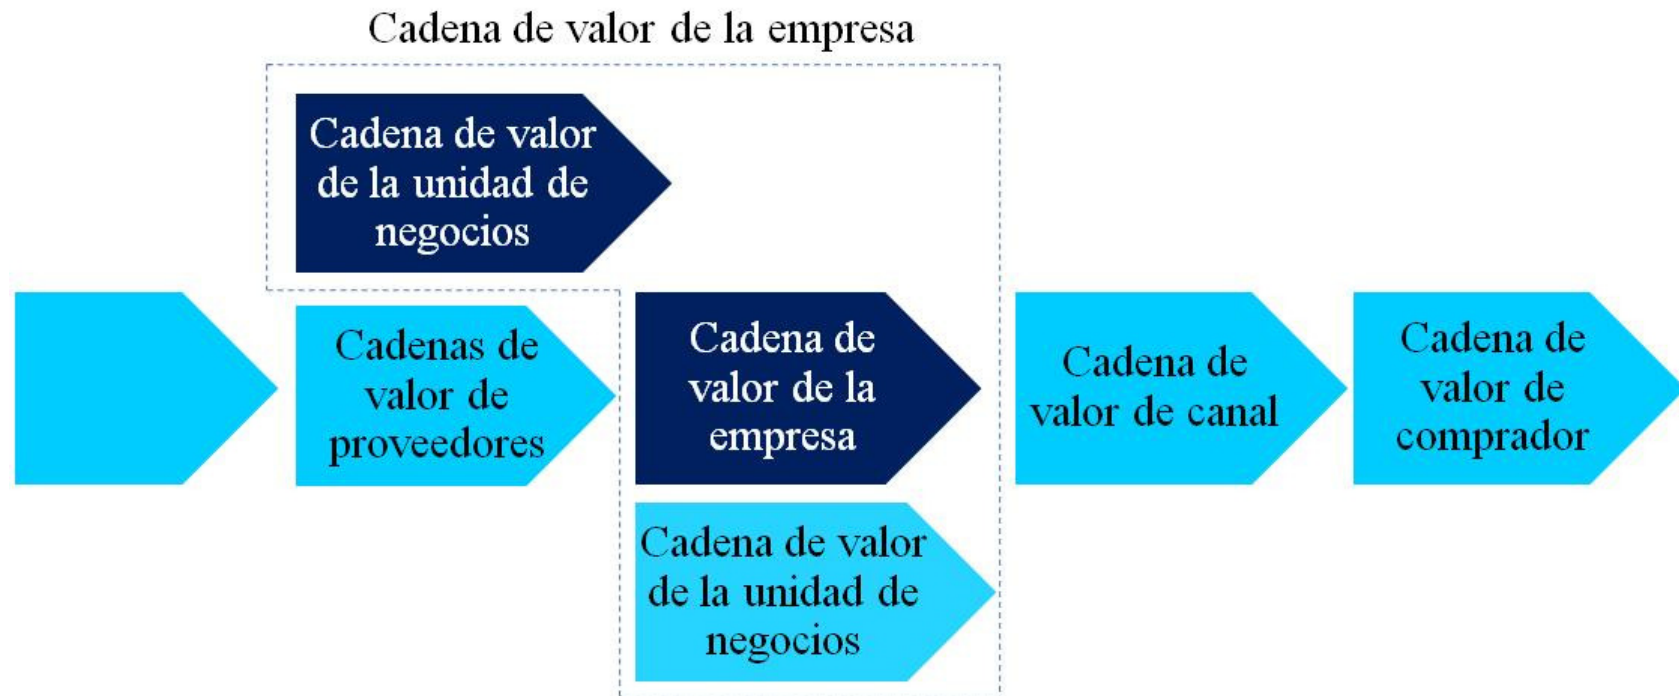 Cadena de valor de la empresa
Cadena de valor
de la unidad de
negocios
Cadenas de
valor de
proveedores
Cadena de
valor de la
empresa
Cadena de valor
de la unidad de
negocios
Cadena de
valor de canal
Cadena de
valor de
comprador